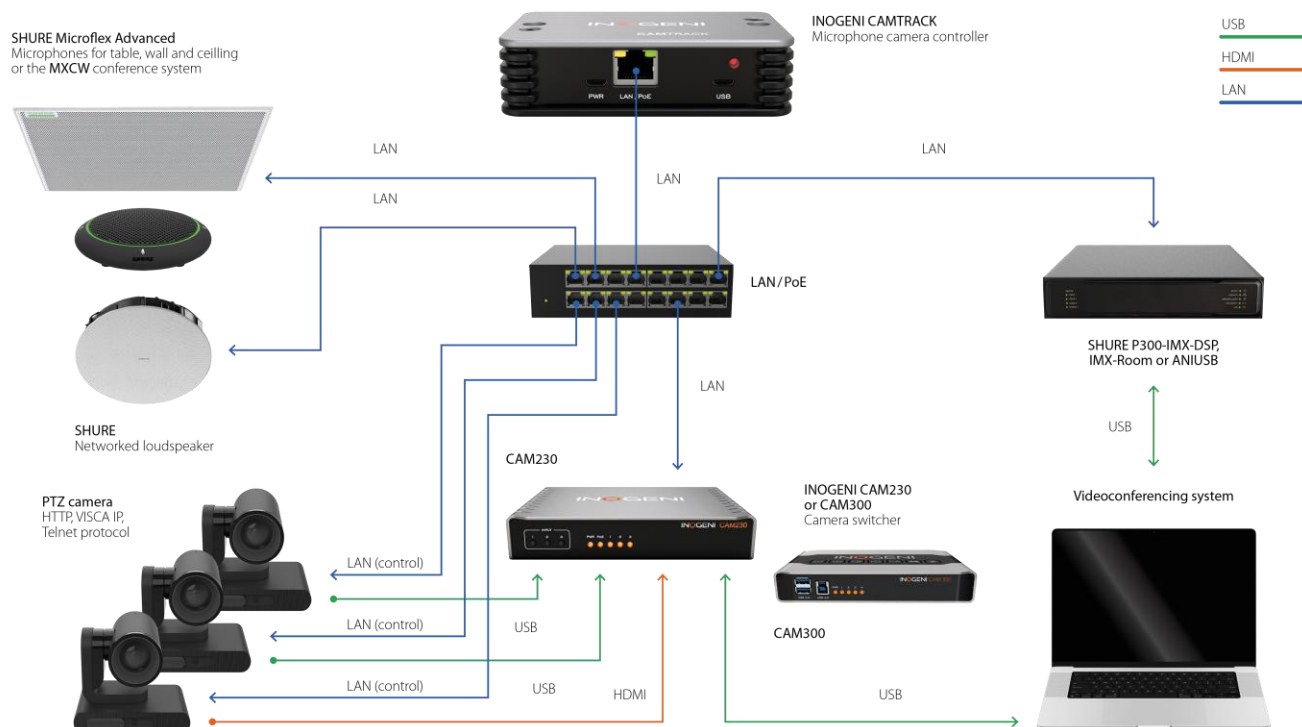 SHURE Microflex Advanced
Microphones for table, wall and ceilling
or the MXCW conference system
INOGENI
CAMTRACK
PWR
LAN/PoE
USB
INOGENI CAMTRACK
Microphone camera controller
USB
HDMI
LAN
LAN
LAN
LAN
LAN
LAN/PoE
SHURE P300-IMX-DSP,
IMX-Room or ANIUSB
SHURE
Networked loudspeaker
LAN
USB
CAM230
INOGENI
INOGENI CAM230
INOGENI CAM230
or CAM300
Camera switcher
INOGENI CAM 300
CAM300
Videoconferencing system
PTZ camera
HTTP, VISCA IP,
Telnet protocol
LAN (control)
USB
LAN (control)
USB
LAN (control)
HDMI
USB